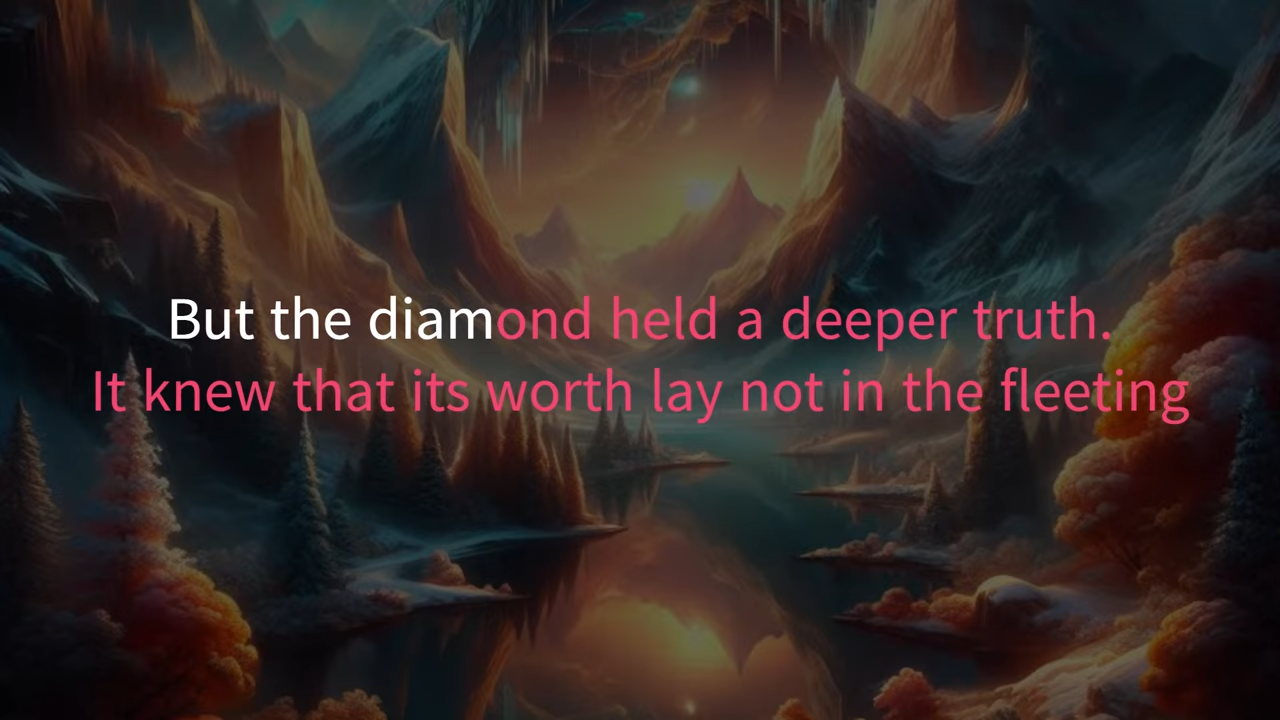 But the diamond held a deeper truth.
It knew that its worth lay not in the fleeting